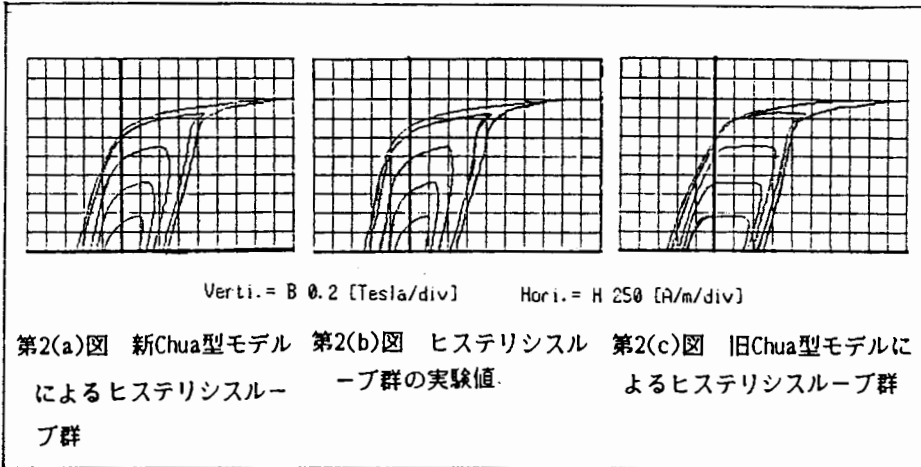 Verti.= B 0.2 [Tesla/div] Hori.= H 250 [A/m/div]
第2(a)図 新Chua型モデル
によるヒステリシスルー
プ群
第2(b)図 ヒステリシスル
ープ群の実験値
第2(c)図 旧Chua型モデルに
よるヒステリシスループ群